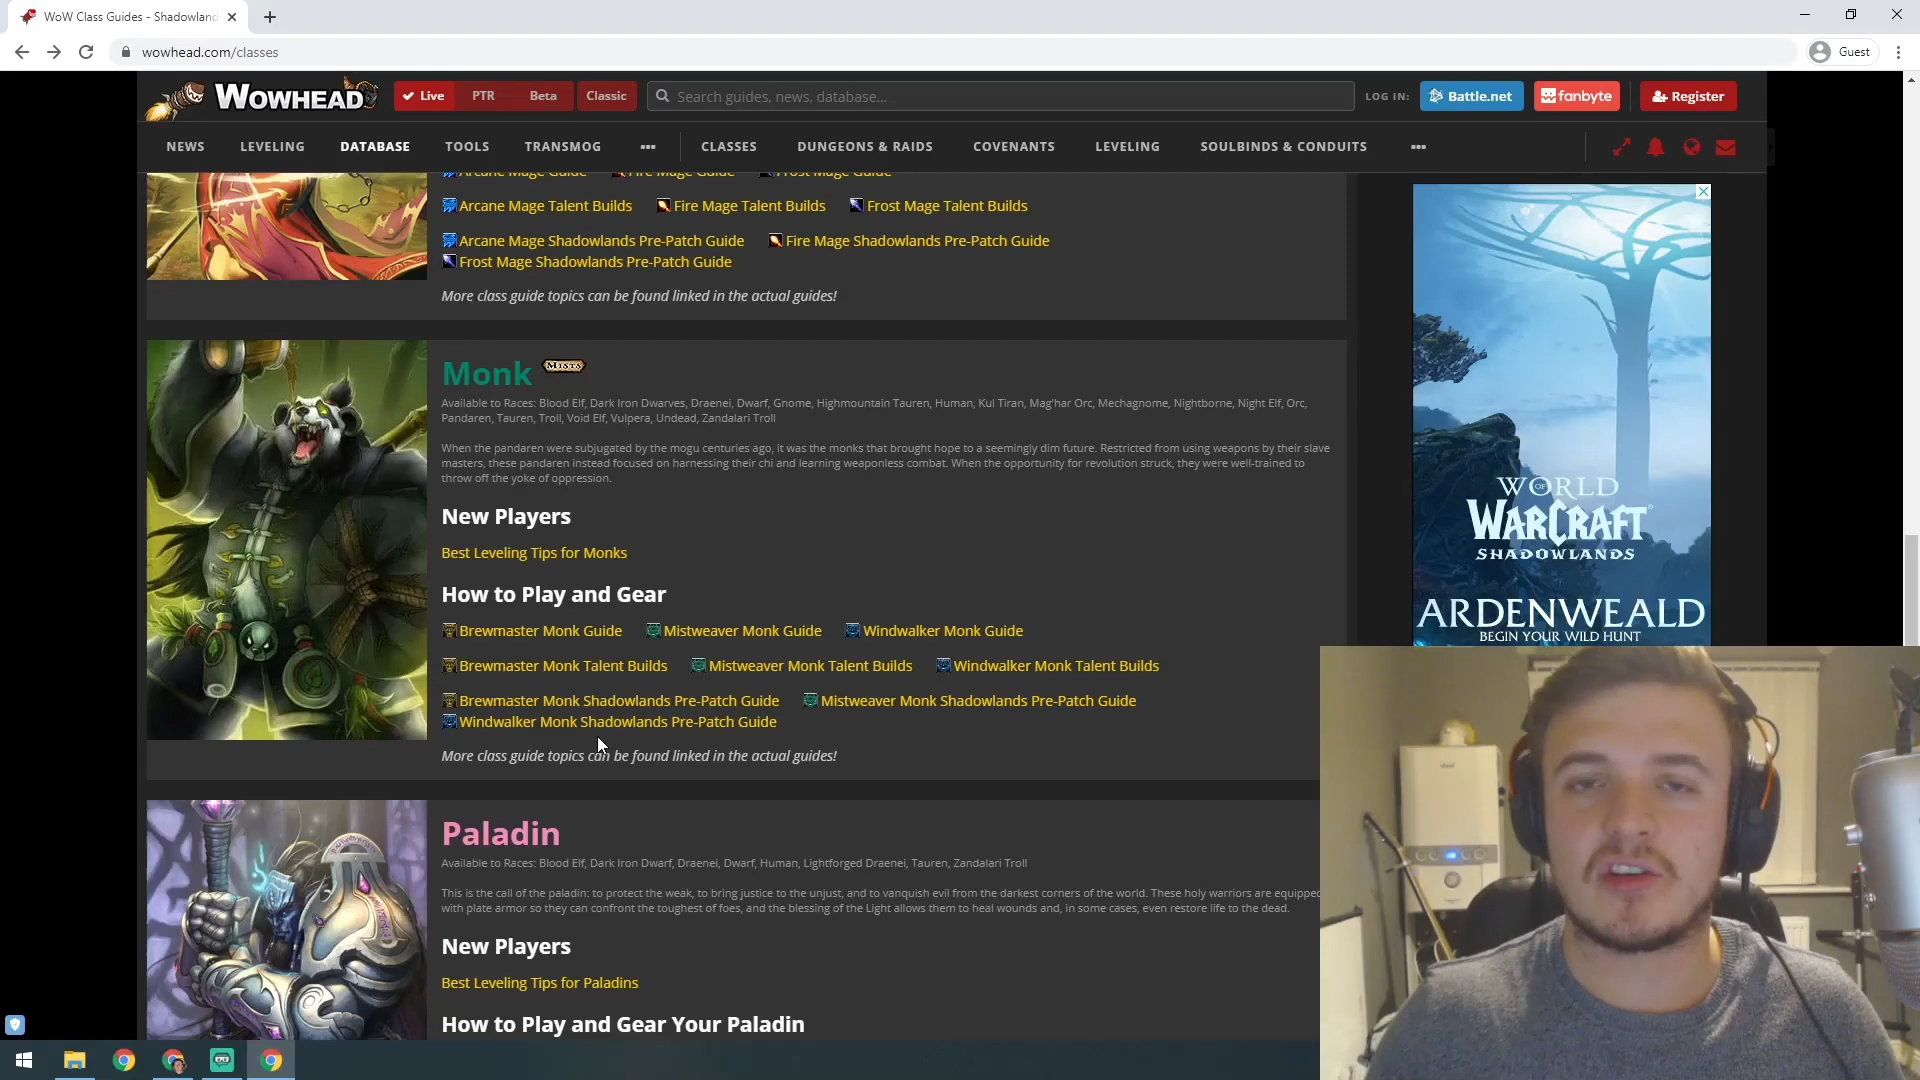 WoW Class Guides - Shadowland
wowhead.com/classes
Guest
WOWHEAD
Live
PTR
Beta
Classic
Search guides, news, database...
LOG IN:
Battle.net
fanbyte
Register
NEWS
LEVELING
DATABASE
TOOLS
TRANSMOG
CLASSES
DUNGEONS & RAIDS
COVENANTS
LEVELING
SOULBINDS & CONDUITS
Arcane Mage Guide Fire Mage Guide Frost Mage Guide
Arcane Mage Talent Builds Fire Mage Talent Builds Frost Mage Talent Builds
Arcane Mage Shadowlands Pre-Patch Guide Fire Mage Shadowlands Pre-Patch Guide
Frost Mage Shadowlands Pre-Patch Guide
More class guide topics can be found linked in the actual guides!
Monk MISTS
Available to Races: Blood Elf, Dark Iron Dwarves, Draenei, Dwarf, Gnome, Highmountain Tauren, Human, Kul Tiran, Mag'har Orc, Mechagnome, Nightborne, Night Elf, Orc,
Pandaren, Tauren, Troll, Void Elf, Vulpera, Undead, Zandalari Troll
When the pandaren were subjugated by the mogu centuries ago, it was the monks that brought hope to a seemingly dim future. Restricted from using weapons by their slave
masters, these pandaren instead focused on harnessing their chi and learning weaponless combat. When the opportunity for revolution struck, they were well-trained to
throw off the yoke of oppression.
New Players
Best Leveling Tips for Monks
How to Play and Gear
Brewmaster Monk Guide Mistweaver Monk Guide Windwalker Monk Guide
Brewmaster Monk Talent Builds Mistweaver Monk Talent Builds Windwalker Monk Talent Builds
Brewmaster Monk Shadowlands Pre-Patch Guide Mistweaver Monk Shadowlands Pre-Patch Guide
Windwalker Monk Shadowlands Pre-Patch Guide
More class guide topics can be found linked in the actual guides!
Paladin
Available to Races: Blood Elf, Dark Iron Dwarf, Draenei, Dwarf, Human, Lightforged Draenei, Tauren, Zandalari Troll
This is the call of the paladin: to protect the weak, to bring justice to the unjust, and to vanquish evil from the darkest corners of the world. These holy warriors are equipped
with plate armor so they can confront the toughest of foes, and the blessing of the Light allows them to heal wounds and, in some cases, even restore life to the dead.
New Players
Best Leveling Tips for Paladins
How to Play and Gear Your Paladin
WORLD
OF
WARCRAFT
SHADOWLANDS
ARDENWEALD
BEGIN YOUR WILD HUNT